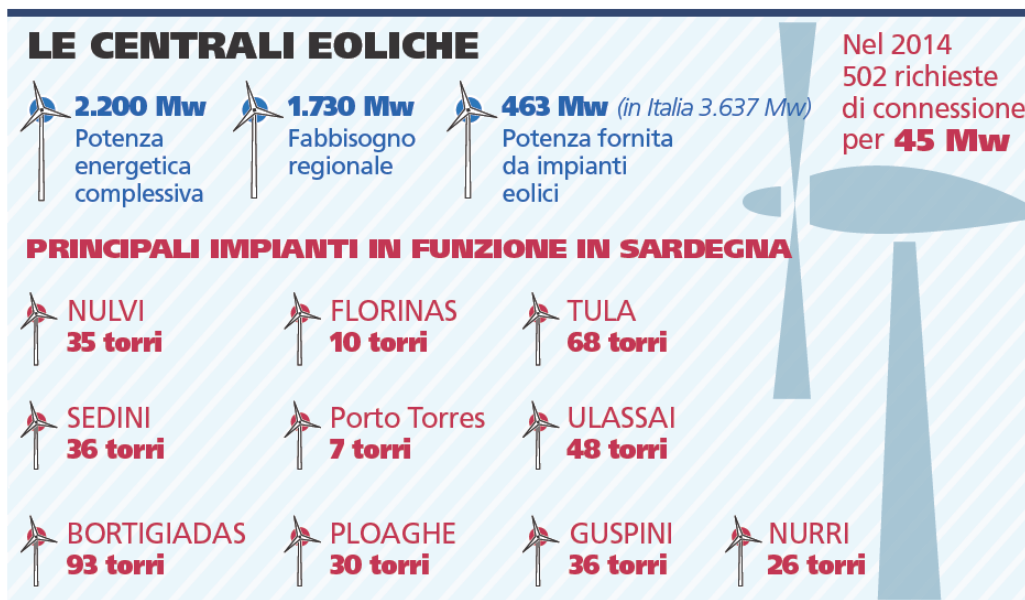 LE CENTRALI EOLICHE
2.200 Mw
Potenza
energetica
complessiva
1.730 Mw
Fabbisogno
regionale
463 Mw (in Italia 3.637 Mw)
Potenza fornita
da impianti
eolici
Nel 2014
502 richieste
di connessione
per 45 Mw
PRINCIPALI IMPIANTI IN FUNZIONE IN SARDEGNA
NULVI
35 torri
FLORINAS
10 torri
TULA
68 torri
SEDINI
36 torri
Porto Torres
7 torri
ULASSAI
48 torri
BORTIGIADAS
93 torri
PLOAGHE
30 torri
GUSPINI
36 torri
NURRI
26 torri